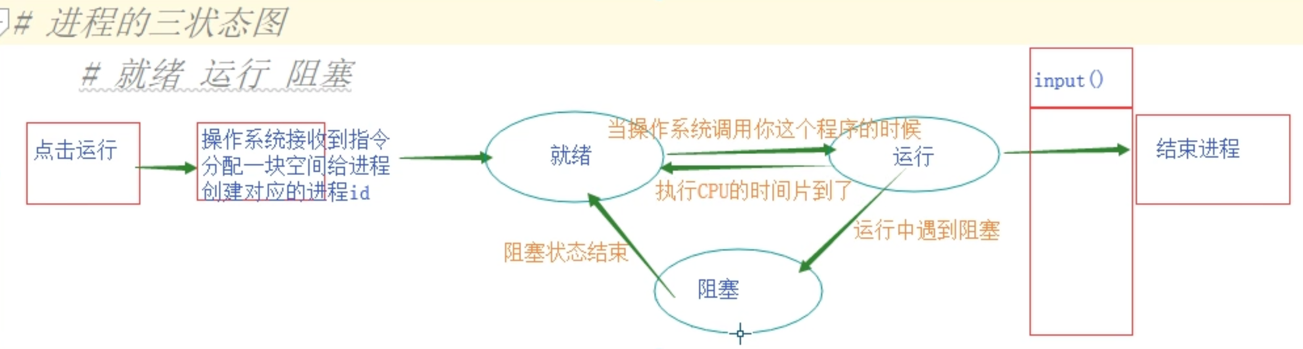 # 进程的三状态图
# 就绪 运行 阻塞
input()
点击运行
操作系统接收到指令
分配一块空间给进程
创建对应的进程id
就绪
当操作系统调用你这个程序的时候
运行
结束进程
执行CPU的时间片到了
运行中遇到阻塞
阻塞状态结束
阻塞